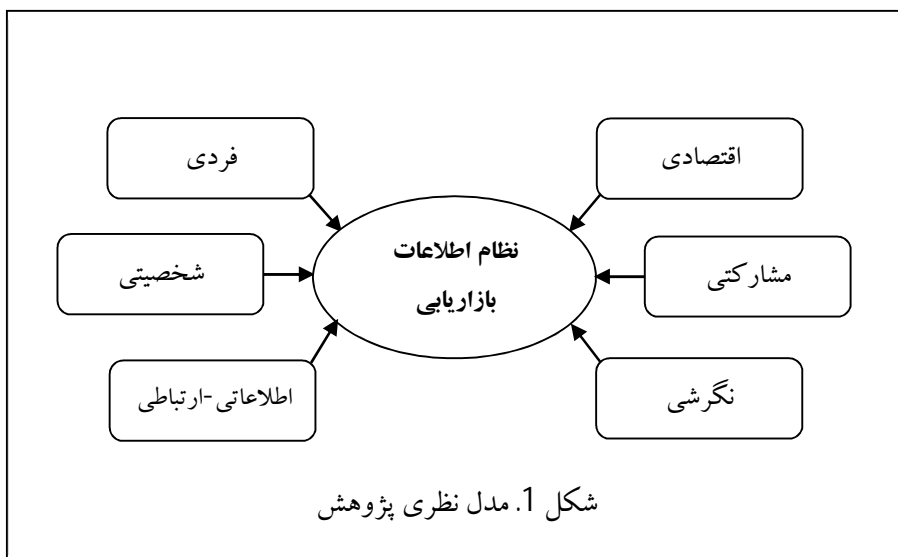 اقتصادی
فردی
نظام اطلاعات
بازاریابی
مشارکتی
شخصیتی
نگرشی
اطلاعاتی-ارتباطی
شکل 1. مدل نظری پژوهش